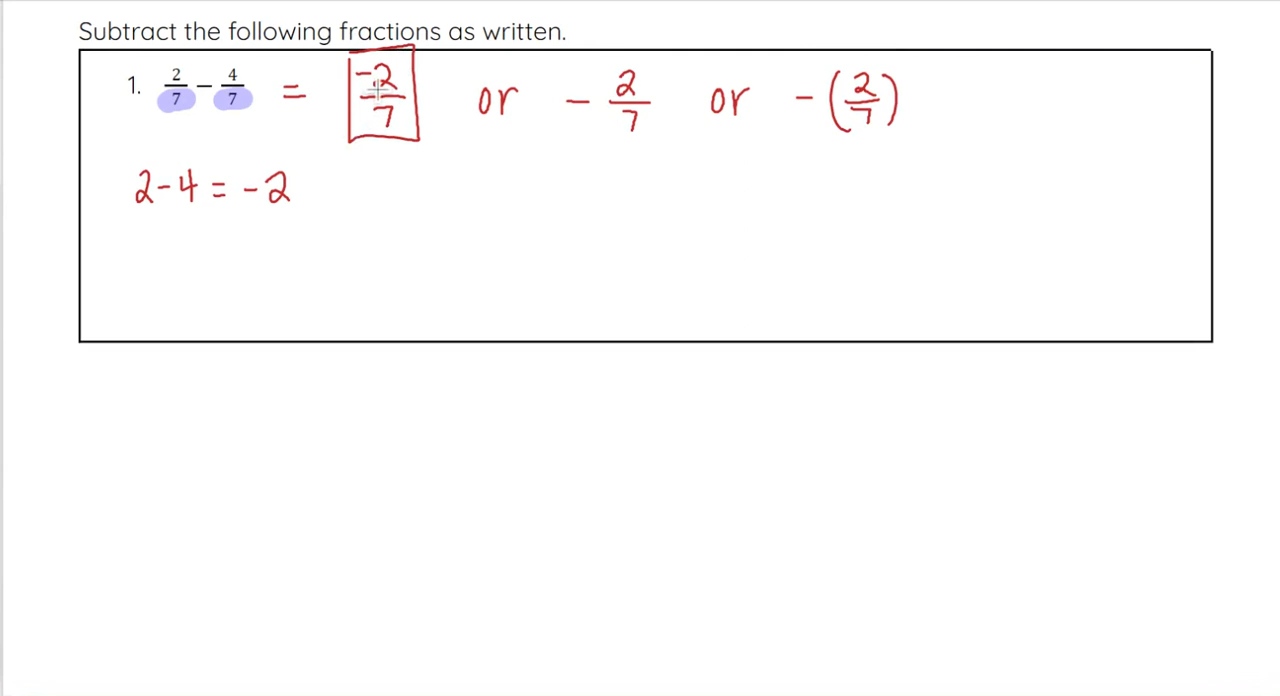 Subtract the following fractions as written.
1. 2/7 - 4/7 = -2/7 or - 2/7 or - (2/7)
2 - 4 = - 2